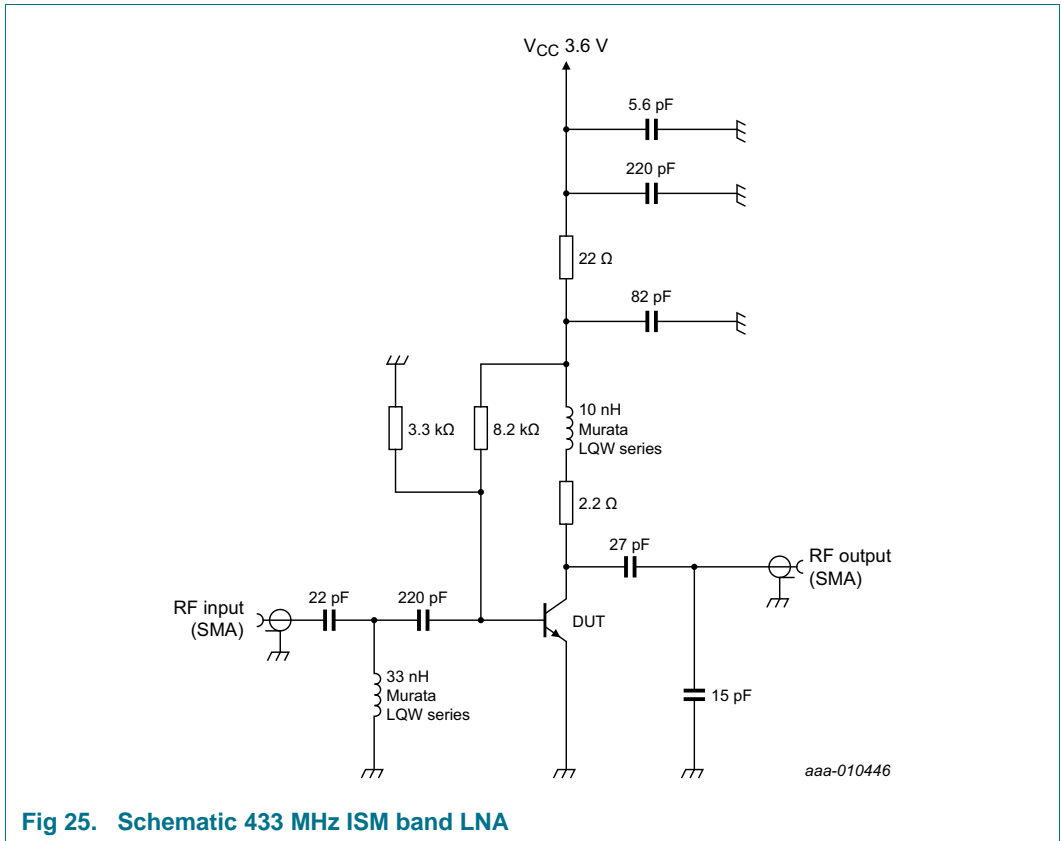 VCC 3.6 V
5.6 pF
220 pF
22 Ω
82 pF
3.3 kΩ
8.2 kΩ
10 nH
Murata
LQW series
2.2 Ω
27 pF
RF output
(SMA)
RF input
(SMA)
22 pF
220 pF
DUT
33 nH
Murata
LQW series
15 pF
aaa-010446
Fig 25. Schematic 433 MHz ISM band LNA